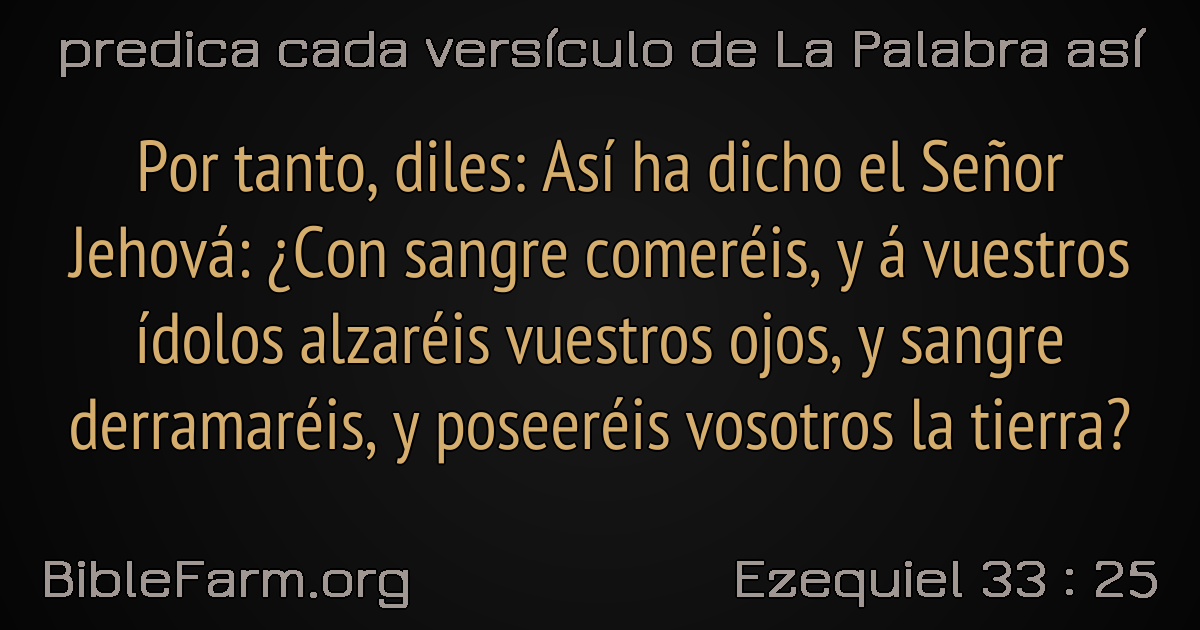 predica cada versículo de La Palabra así
Por tanto, diles: Así ha dicho el Señor
Jehová: ¿Con sangre comeréis, y á vuestros
ídolos alzaréis vuestros ojos, y sangre
derramaréis, y poseeréis vosotros la tierra?
BibleFarm.org
Ezequiel 33 : 25